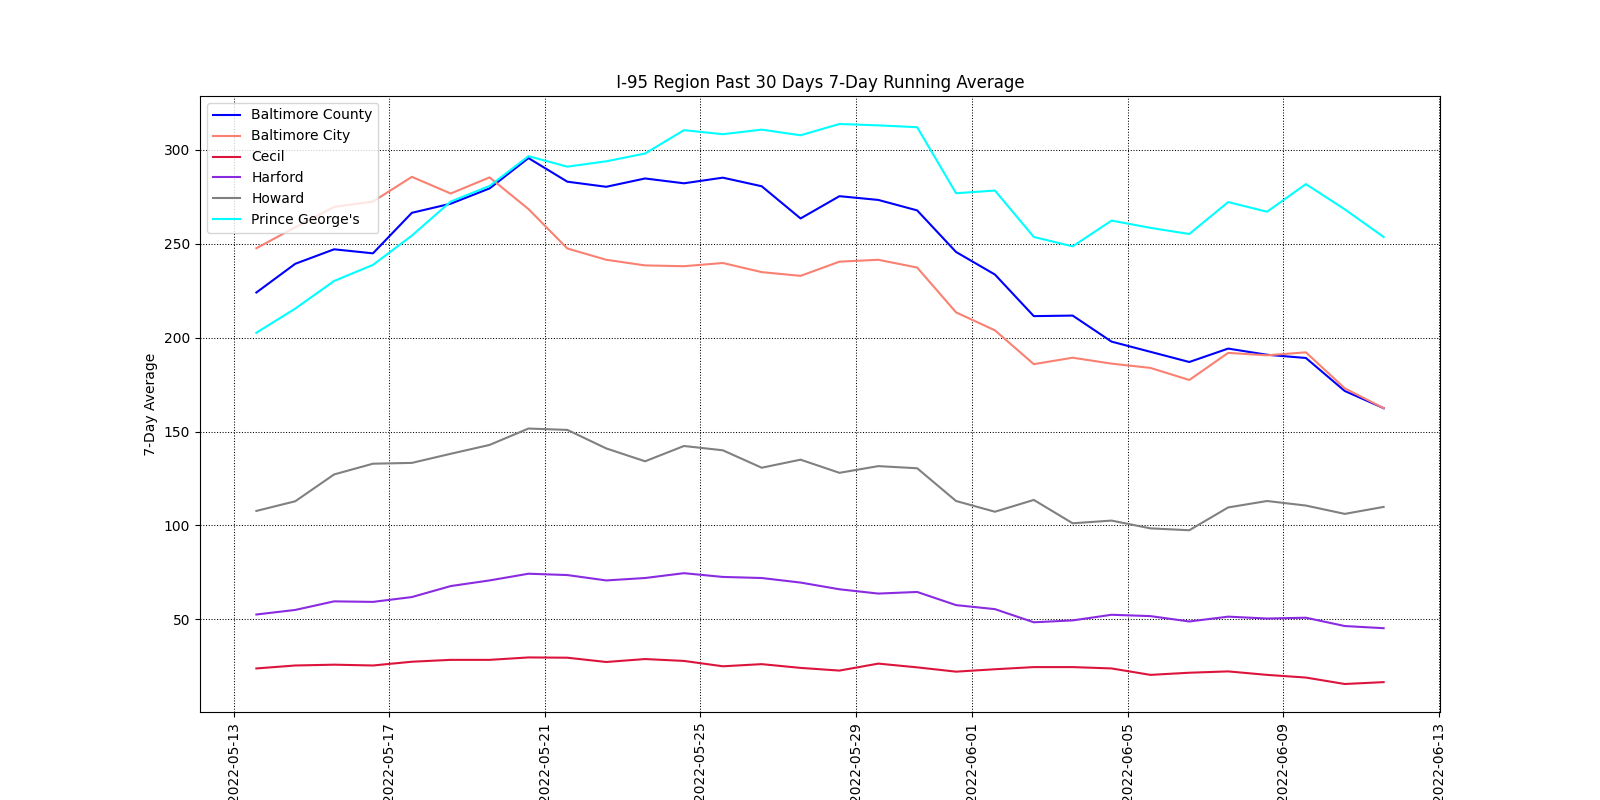 I-95 Region Past 30 Days 7-Day Running Average
Baltimore County
Baltimore City
Cecil
Harford
Howard
Prince George's
7-Day Average
300
250
200
150
100
50
2022-05-13
2022-05-17
2022-05-21
2022-05-25
2022-05-29
2022-06-01
2022-06-05
2022-06-09
2022-06-13